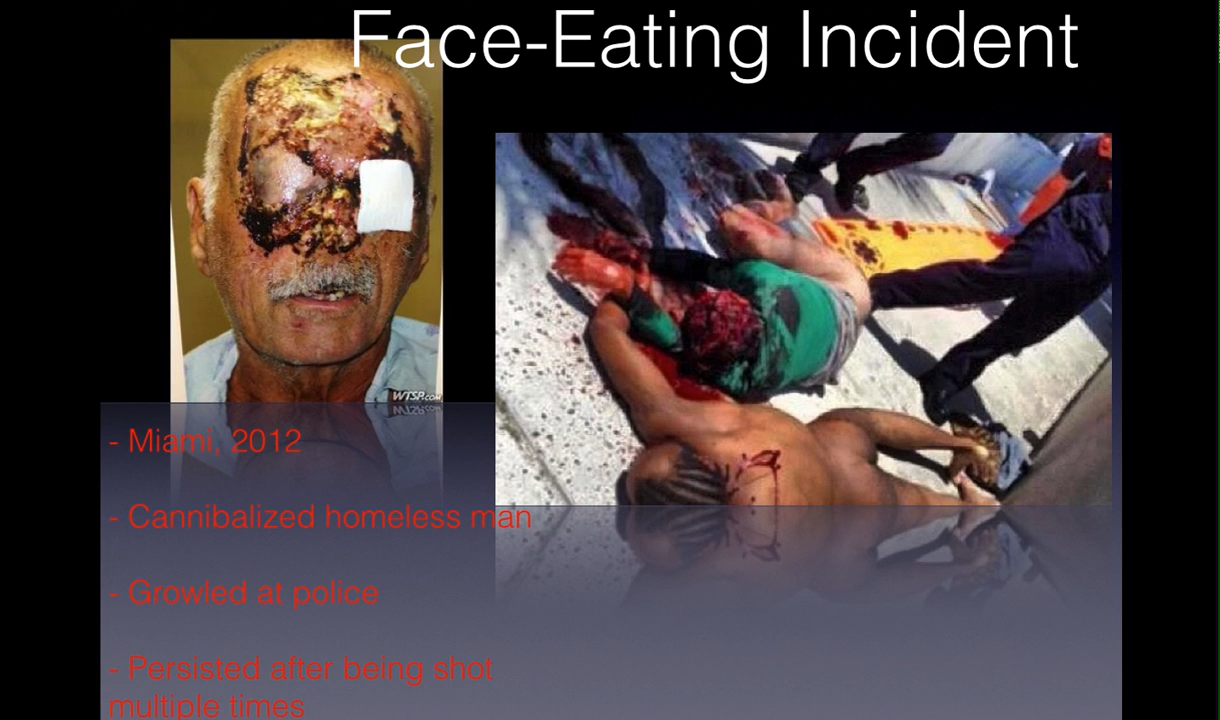 Face-Eating Incident
WTSP.COM
- Miami, 2012
- Cannibalized homeless man
- Growled at police
- Persisted after being shot
multiple times